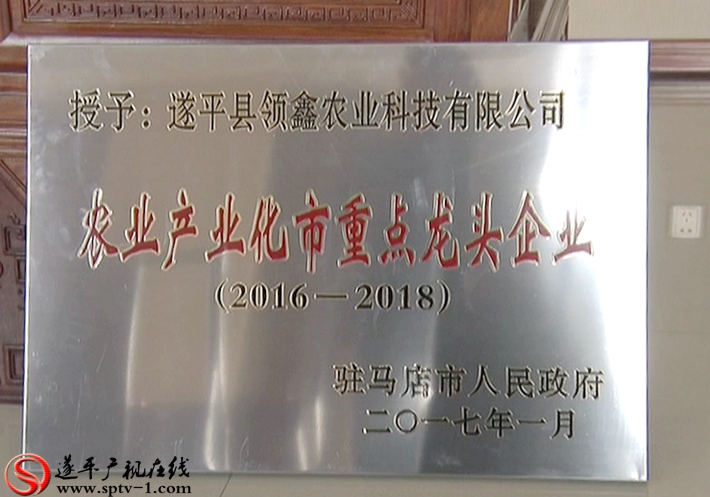 授予：遂平县领鑫农业科技有限公司
农业产业化市重点龙头企业
（2016－2018）
驻马店市人民政府
二〇一七年一月
遂平广视在线
www.sptv-1.com